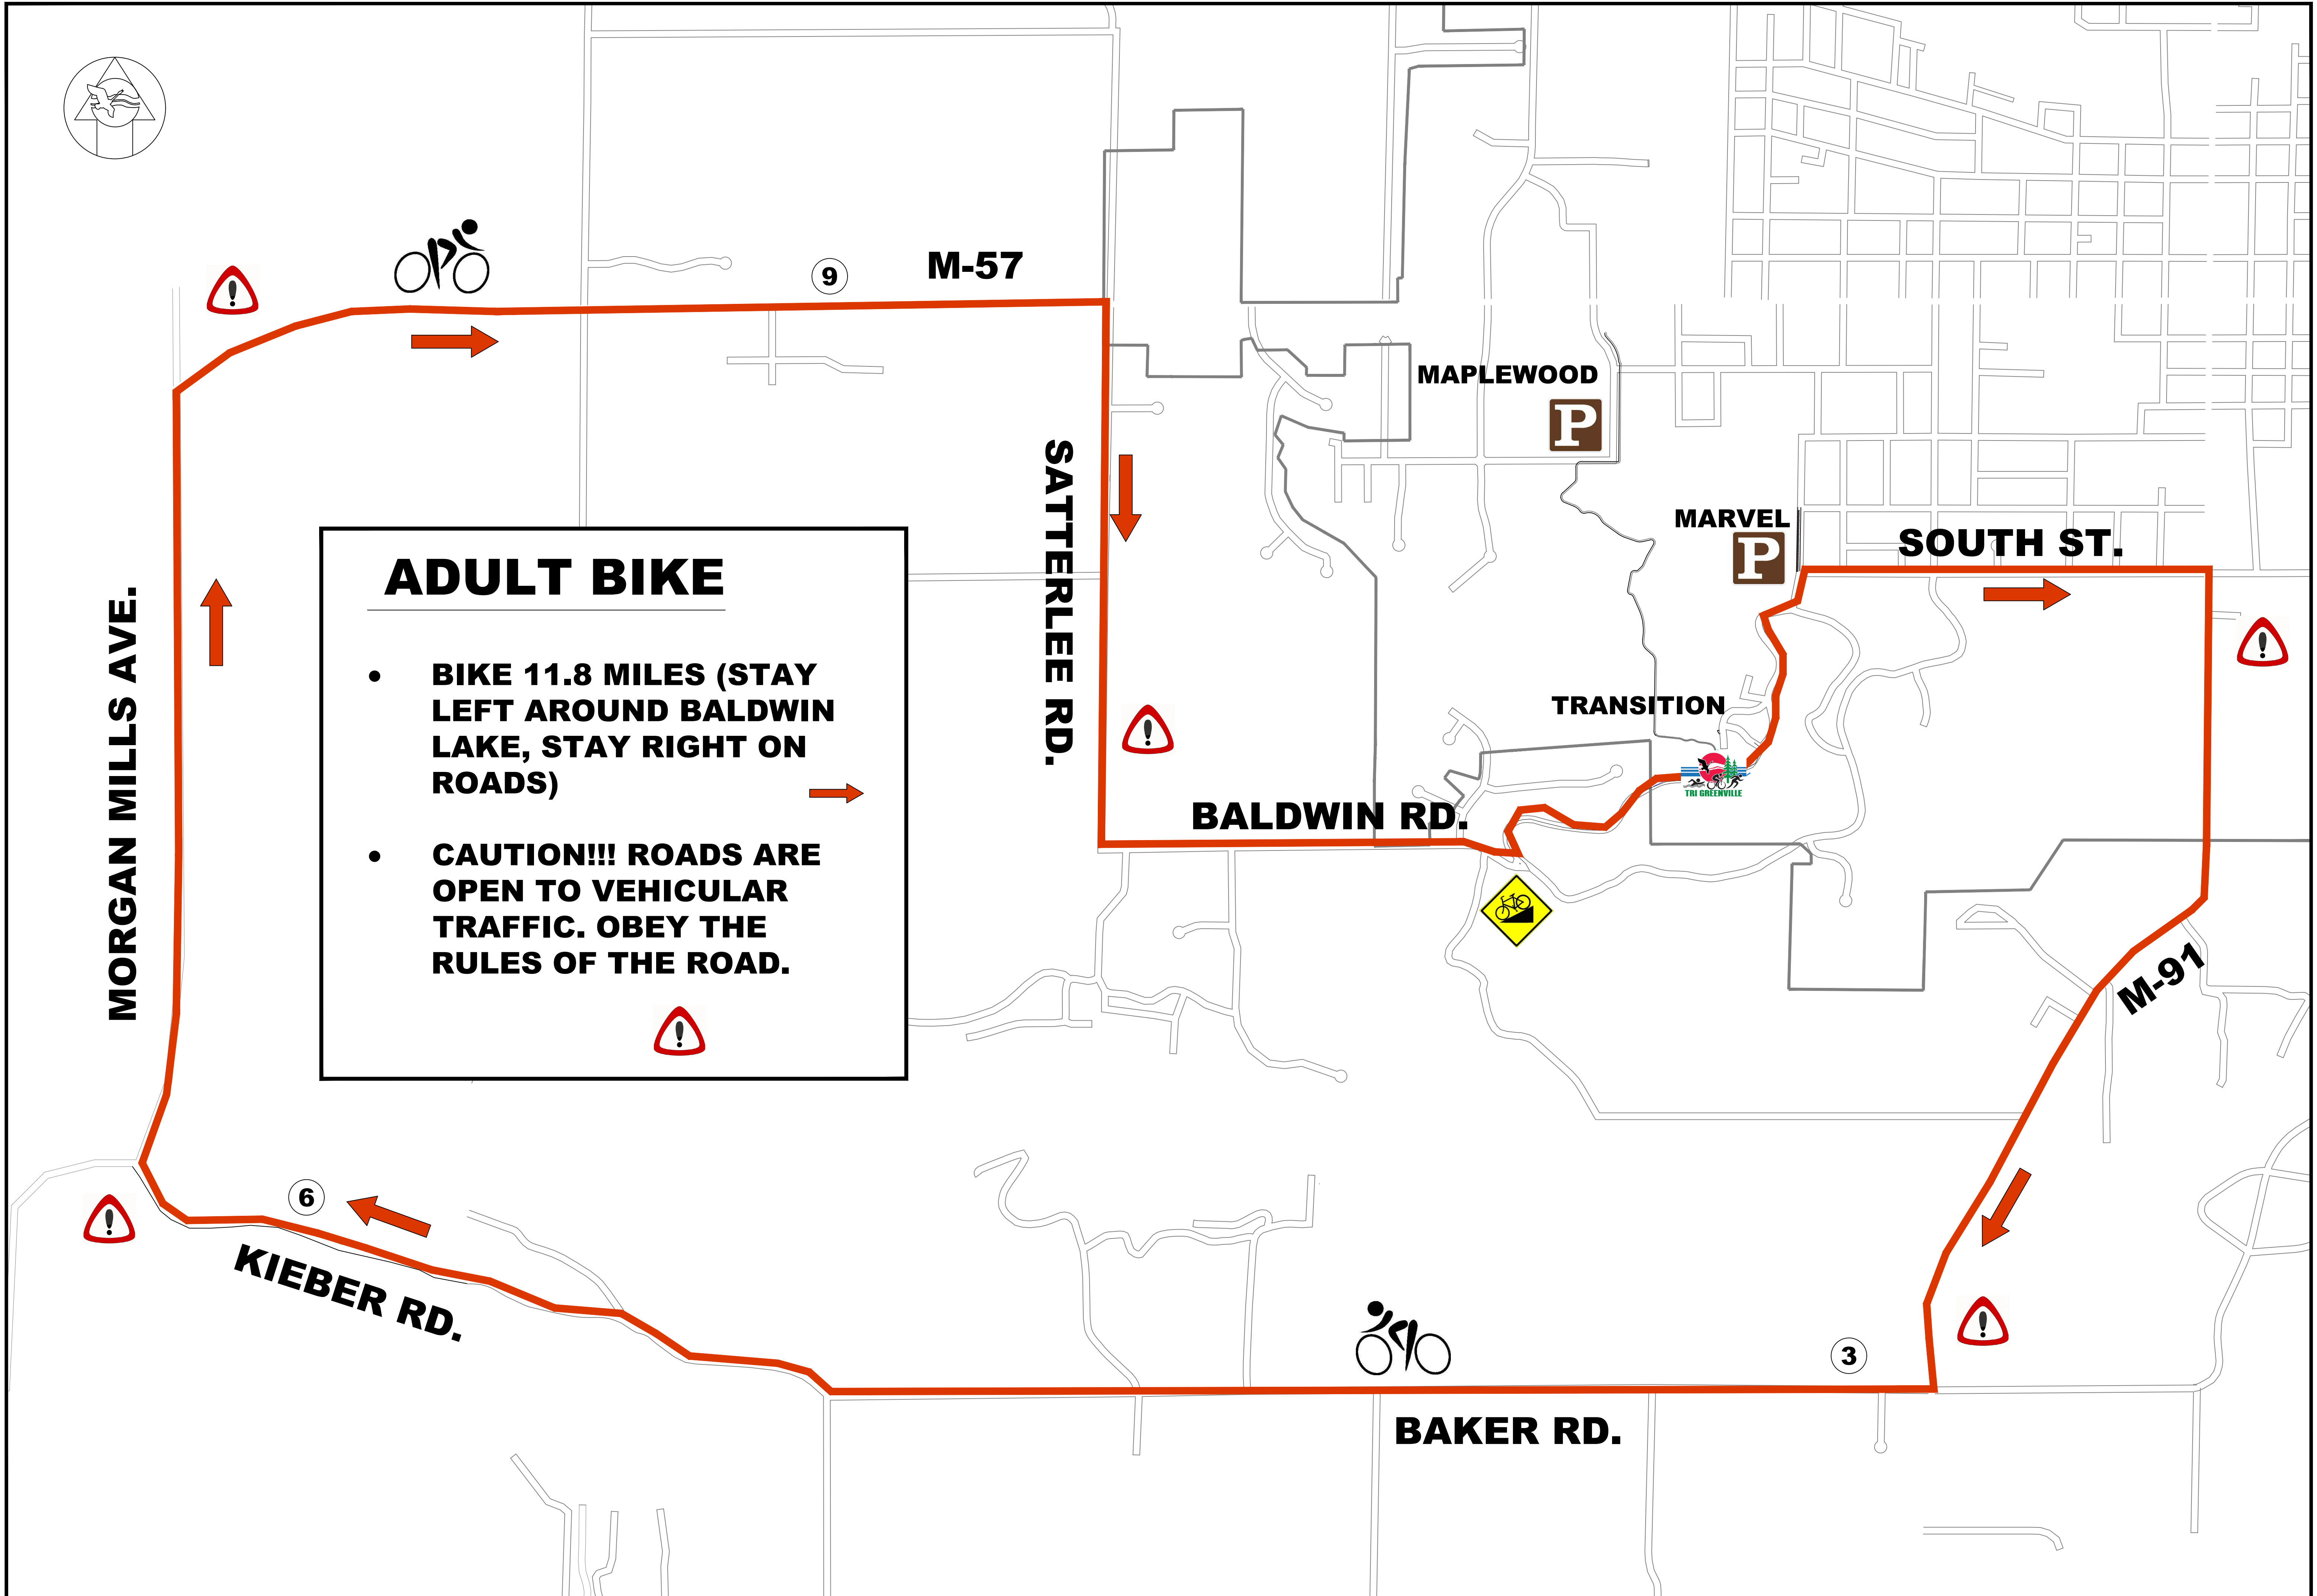 9
M-57
MAPLEWOOD
P
SATTERLEE RD.
MARVEL
P
SOUTH ST.
ADULT BIKE
MORGAN MILLS AVE.
• BIKE 11.8 MILES (STAY
LEFT AROUND BALDWIN
LAKE, STAY RIGHT ON
ROADS)
• CAUTION!!! ROADS ARE
OPEN TO VEHICULAR
TRAFFIC. OBEY THE
RULES OF THE ROAD.
TRANSITION
TRI GREENVILLE
BALDWIN RD.
M-91
6
KIEBER RD.
3
BAKER RD.